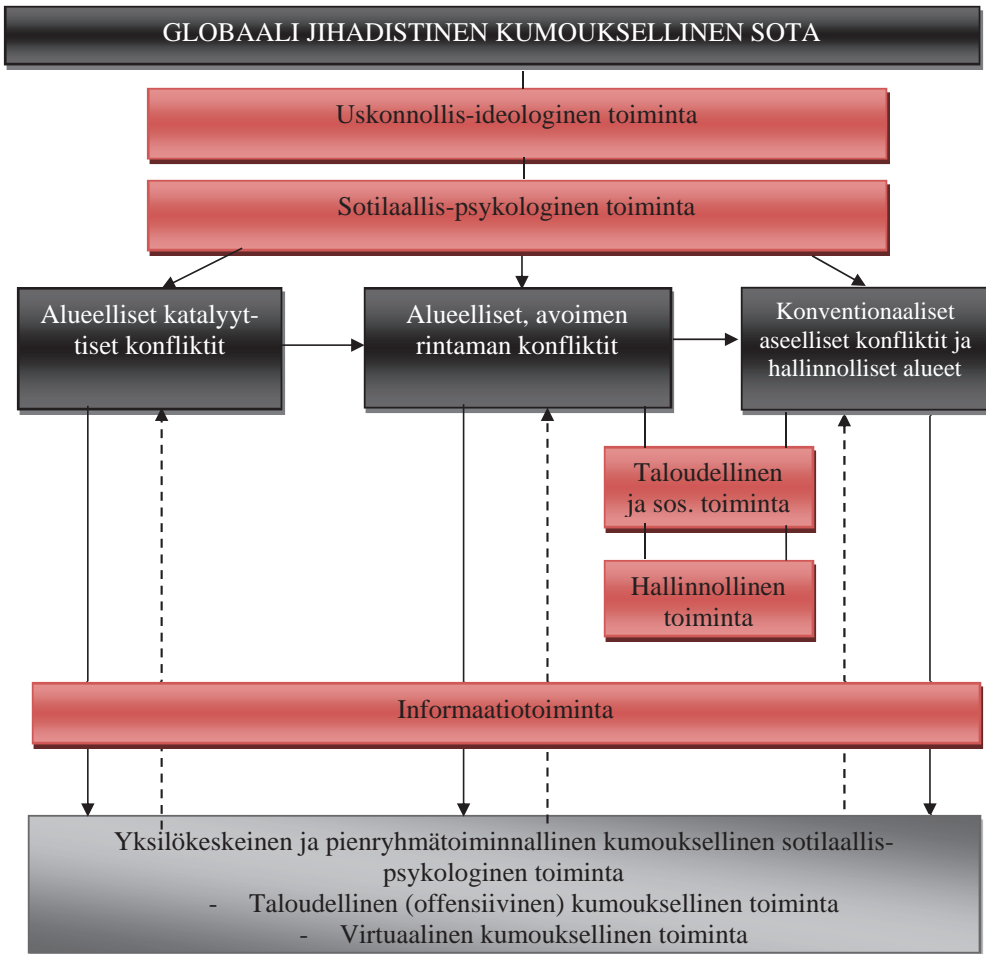 GLOBAALI JIHADISTINEN KUMOUKSELLINEN SOTA
Uskonnollis-ideologinen toiminta
Sotilaallis-psykologinen toiminta
Alueelliset katalyyt-
tiset konfliktit
Alueelliset, avoimen
rintaman konfliktit
Konventionaaliset
aseelliset konfliktit ja
hallinnolliset alueet
Taloudellinen
ja sos. toiminta
Hallinnollinen
toiminta
Informaatiotoiminta
Yksilökeskeinen ja pienryhmätoiminnallinen kumouksellinen sotilaallis-
psykologinen toiminta
- Taloudellinen (offensiivinen) kumouksellinen toiminta
- Virtuaalinen kumouksellinen toiminta